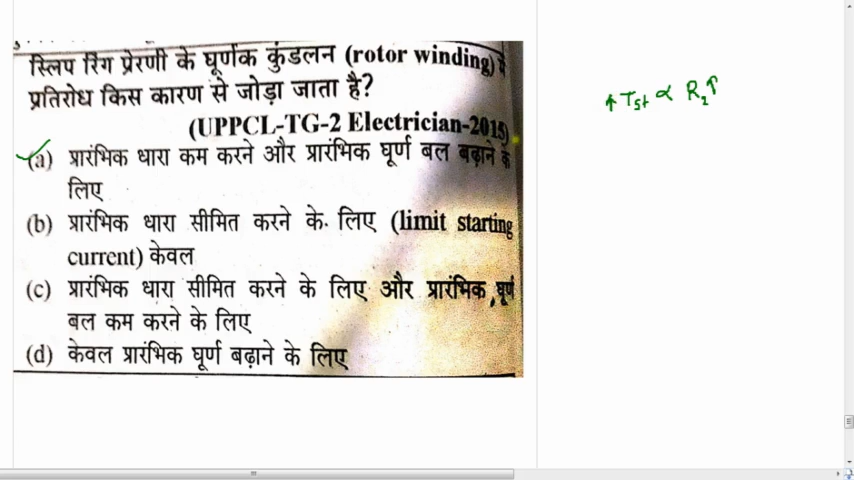 स्लिप रिंग प्रेरणी के घूर्णक कुंडलन (rotor winding) में
प्रतिरोध किस कारण से जोड़ा जाता है?
(UPPCL-TG-2 Electrician-2015)
(a) प्रारंभिक धारा कम करने और प्रारंभिक घूर्ण बल बढ़ाने के
लिए
(b) प्रारंभिक धारा सीमित करने के लिए (limit starting
current) केवल
(c) प्रारंभिक धारा सीमित करने के लिए और प्रारंभिक घूर्ण
बल कम करने के लिए
(d) केवल प्रारंभिक घूर्ण बढ़ाने के लिए
↑ Tst ∝ R2 ↑